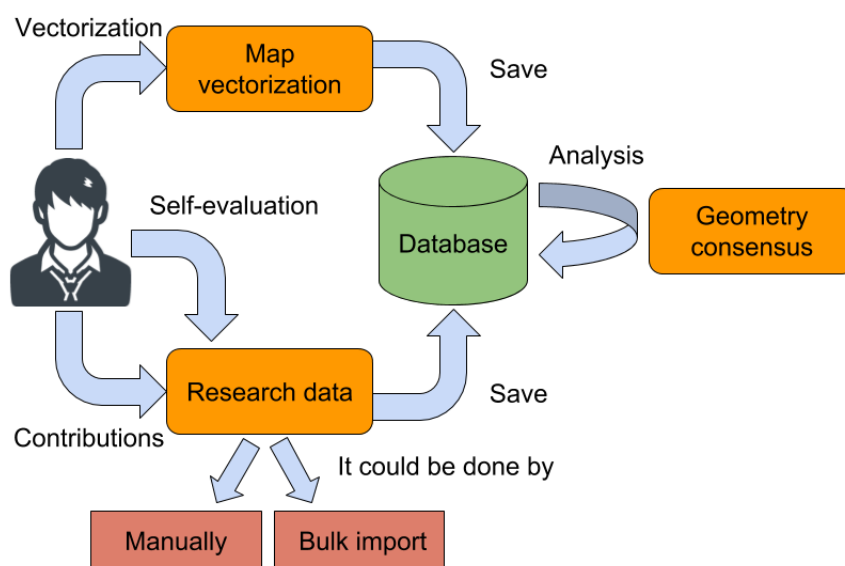 Vectorization
Map
vectorization
Save
Analysis
Self-evaluation
Database
Geometry
consensus
Research data
Save
Contributions
It could be done by
Manually
Bulk import